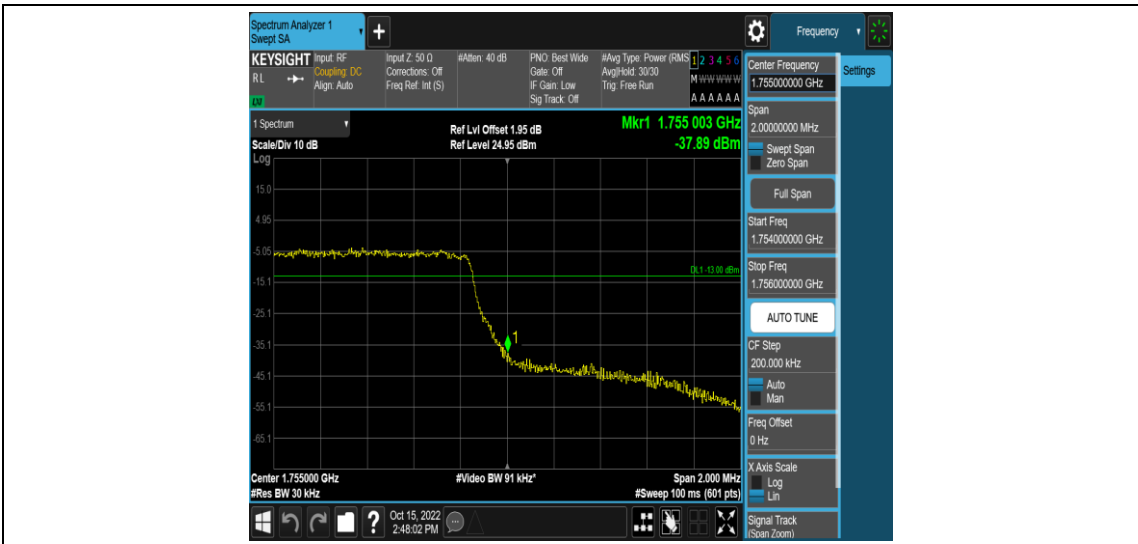 Spectrum Analyzer 1
Swept SA
+
Frequency
KEYSIGHT
RL
LXI
Input: RF
Coupling: DC
Align: Auto
Input Z: 50 Ω
Corrections: Off
Freq Ref: Int (S)
#Atten: 40 dB
PNO: Best Wide
Gate: Off
IF Gain: Low
Sig Track: Off
#Avg Type: Power (RMS
Avg|Hold: 30/30
Trig: Free Run
1 2 3 4 5 6
M W W W W W
A A A A A A
Center Frequency
1.755000000 GHz
Settings
1 Spectrum
Scale/Div 10 dB
Ref Lvl Offset 1.95 dB
Ref Level 24.95 dBm
Mkr1 1.755 003 GHz
-37.89 dBm
Span
2.00000000 MHz
Swept Span
Zero Span
Full Span
Start Freq
1.754000000 GHz
Stop Freq
1.756000000 GHz
AUTO TUNE
CF Step
200.000 kHz
Auto
Man
Freq Offset
0 Hz
X Axis Scale
Log
Lin
Signal Track
(Span Zoom)
Log
15.0
4.95
-5.05
-15.1
-25.1
-35.1
-45.1
-55.1
-65.1
DL1 -13.00 dBm
1
Center 1.755000 GHz
#Res BW 30 kHz
#Video BW 91 kHz*
Span 2.000 MHz
#Sweep 100 ms (601 pts)
?
Oct 15, 2022
2:48:02 PM